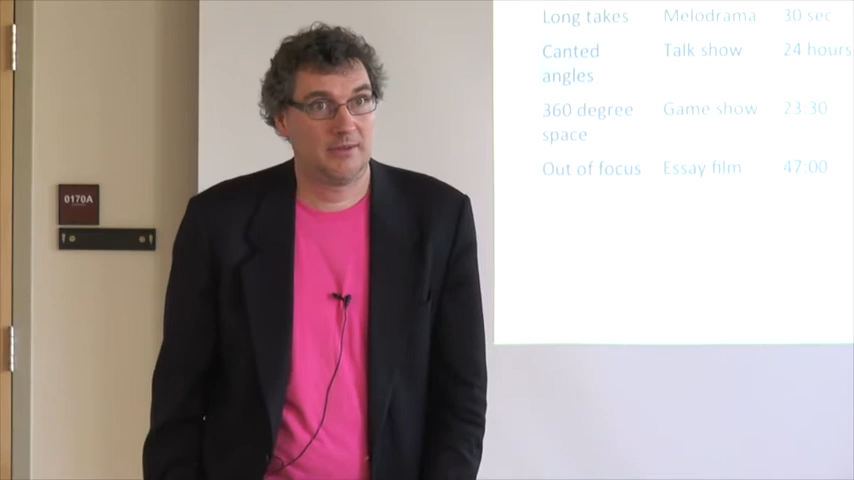 Long takes Melodrama 30 sec
Canted angles Talk show 24 hours
360 degree space Game show 23.30
Out of focus Essay film 47:00
0170A